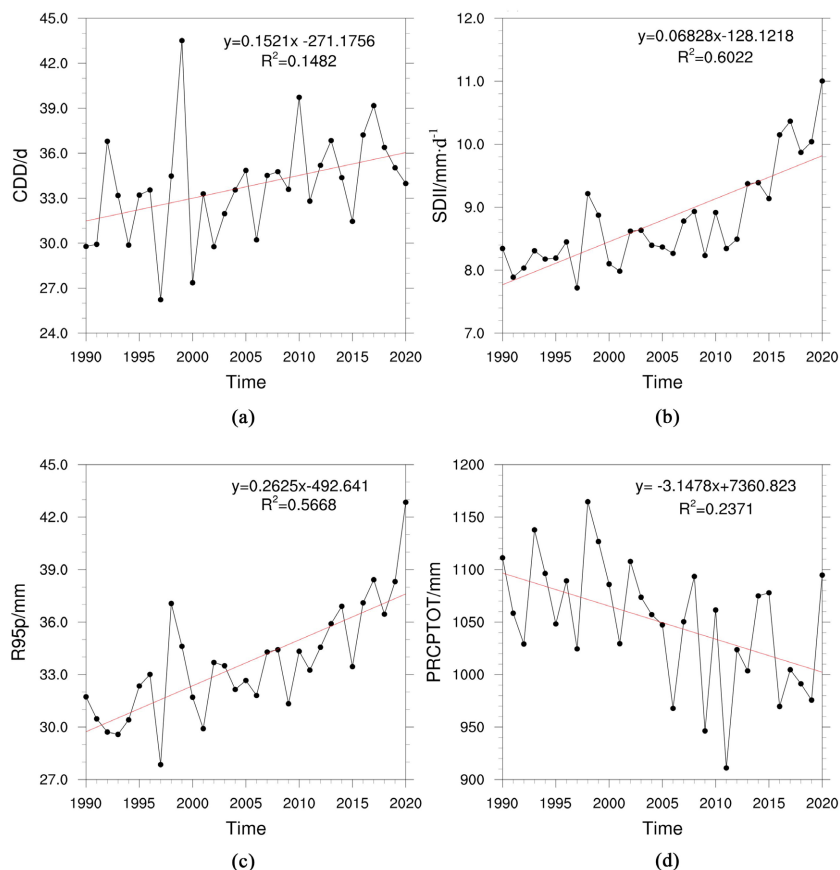 45.0
42.0
39.0
36.0
33.0
30.0
27.0
24.0
CDD/d
y=0.1521x -271.1756
R²=0.1482
1990 1995 2000 2005 2010 2015 2020
Time
(a)
12.0
11.0
10.0
9.0
8.0
7.0
SDII/mm·d⁻¹
y=0.06828x-128.1218
R²=0.6022
1990 1995 2000 2005 2010 2015 2020
Time
(b)
45.0
42.0
39.0
36.0
33.0
30.0
27.0
R95p/mm
y=0.2625x-492.641
R²=0.5668
1990 1995 2000 2005 2010 2015 2020
Time
(c)
1200
1150
1100
1050
1000
950
900
PRCPTOT/mm
y= -3.1478x+7360.823
R²=0.2371
1990 1995 2000 2005 2010 2015 2020
Time
(d)